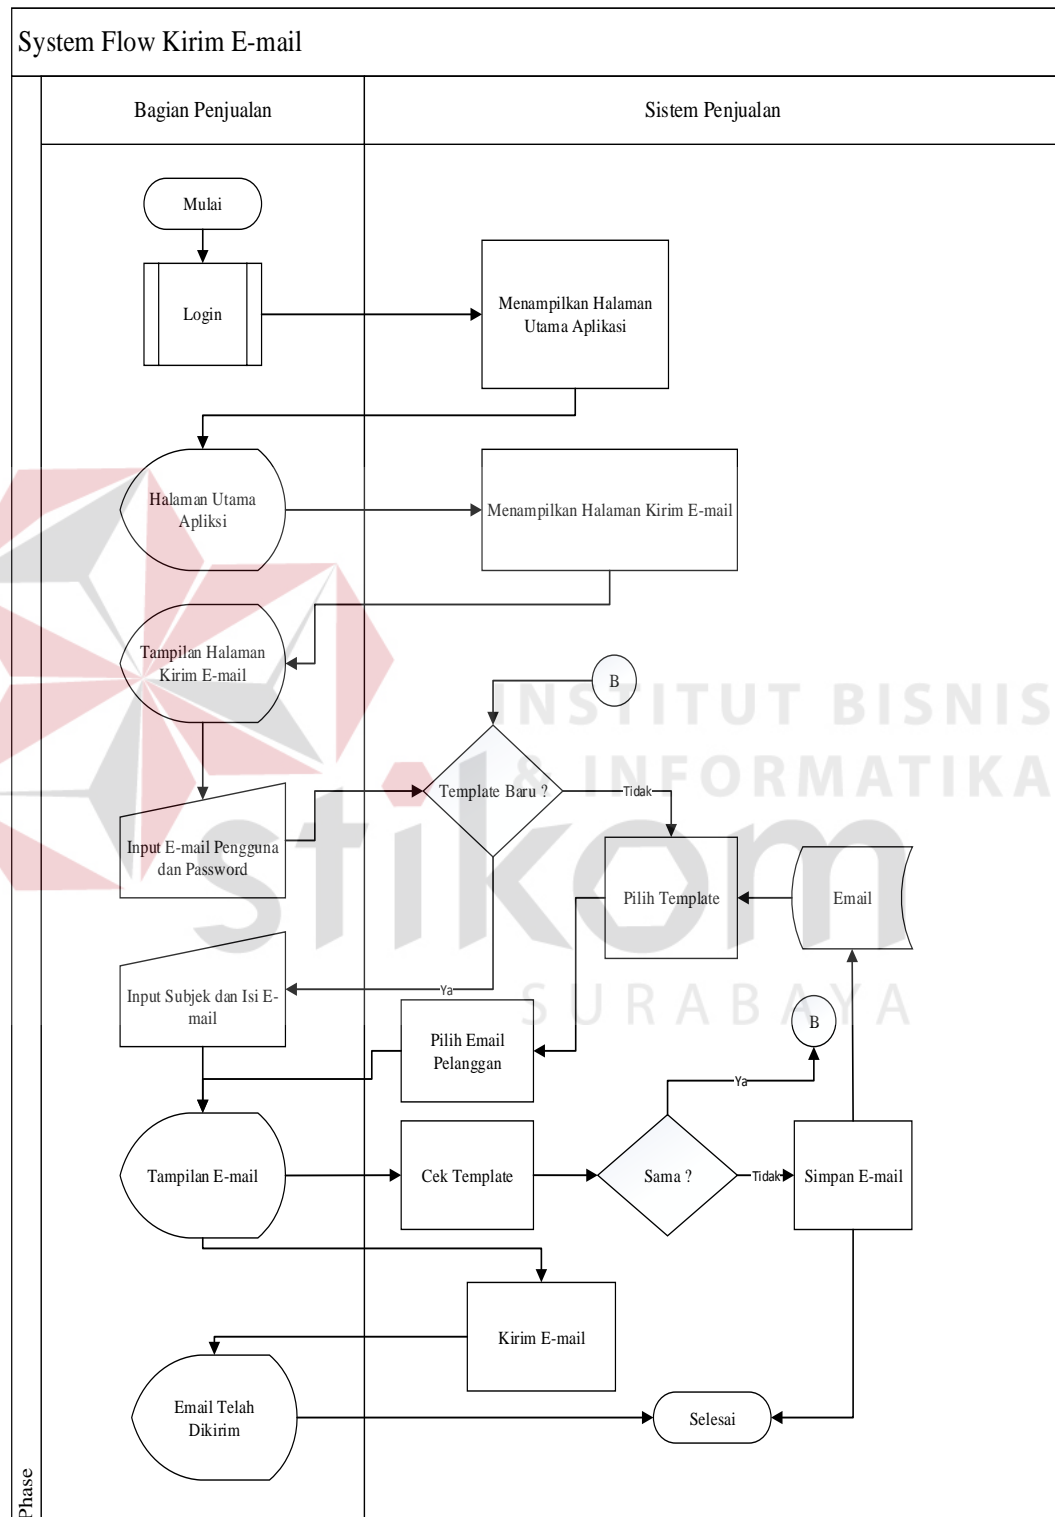 System Flow Kirim E-mail
Bagian Penjualan
Sistem Penjualan
Mulai
Login
Menampilkan Halaman
Utama Aplikasi
Halaman Utama
Apliksi
Menampilkan Halaman Kirim E-mail
Tampilan Halaman
Kirim E-mail
B
INSTITUT BISNIS
& INFORMATIKA
Template Baru ?
Tidak
Input E-mail Pengguna
dan Password
stikom
Pilih Template
Email
Ya
Input Subjek dan Isi E-
mail
SURABAYA
B
Pilih Email
Pelanggan
Ya
Tampilan E-mail
Cek Template
Sama ?
Tidak
Simpan E-mail
Kirim E-mail
Email Telah
Dikirim
Selesai
Phase